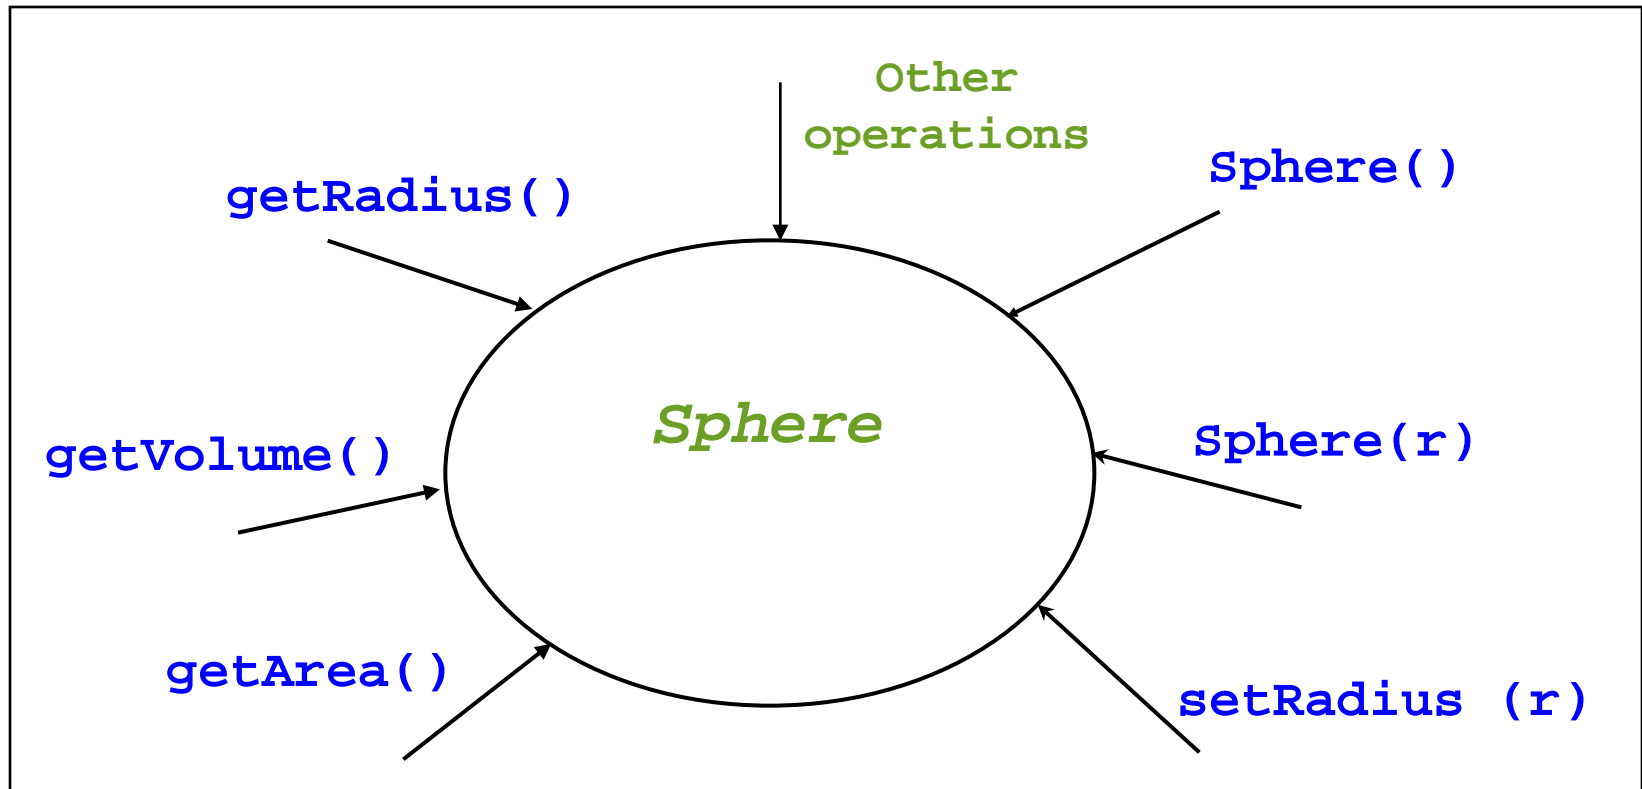 Other
operations
Sphere()
getRadius()
Sphere
Sphere(r)
getVolume()
getArea()
setRadius (r)